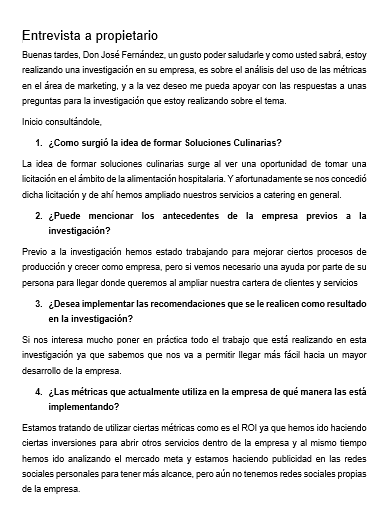 Entrevista a propietario
Buenas tardes, Don José Fernández, un gusto poder saludarle y como usted sabrá, estoy
realizando una investigación en su empresa, es sobre el análisis del uso de las métricas
en el área de marketing, y a la vez deseo me pueda apoyar con las respuestas a unas
preguntas para la investigación que estoy realizando sobre el tema.
Inicio consultándole,
1. ¿Como surgió la idea de formar Soluciones Culinarias?
La idea de formar soluciones culinarias surge al ver una oportunidad de tomar una
licitación en el ámbito de la alimentación hospitalaria. Y afortunadamente se nos concedió
dicha licitación y de ahí hemos ampliado nuestros servicios a catering en general.
2. ¿Puede mencionar los antecedentes de la empresa previos a la
investigación?
Previo a la investigación hemos estado trabajando para mejorar ciertos procesos de
producción y crecer como empresa, pero si vemos necesario una ayuda por parte de su
persona para llegar donde queremos al ampliar nuestra cartera de clientes y servicios
3. ¿Desea implementar las recomendaciones que se le realicen como resultado
en la investigación?
Si nos interesa mucho poner en práctica todo el trabajo que está realizando en esta
investigación ya que sabemos que nos va a permitir llegar más fácil hacia un mayor
desarrollo de la empresa.
4. ¿Las métricas que actualmente utiliza en la empresa de qué manera las está
implementando?
Estamos tratando de utilizar ciertas métricas como es el ROI ya que hemos ido haciendo
ciertas inversiones para abrir otros servicios dentro de la empresa y al mismo tiempo
hemos ido analizando el mercado meta y estamos haciendo publicidad en las redes
sociales personales para tener más alcance, pero aún no tenemos redes sociales propias
de la empresa.